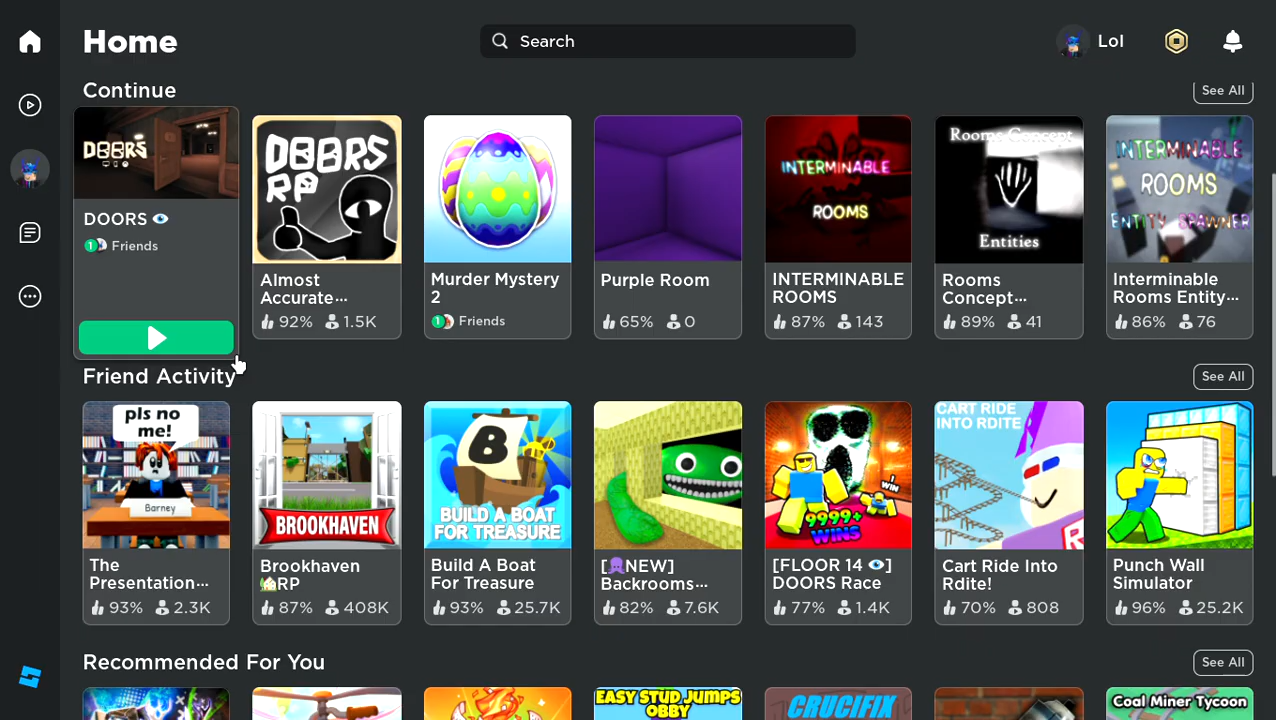 Home
Search
Lol
Continue
See All
DOORS
DOORS 👁
1 Friends
DOORS
RP
Almost
Accurate...
92% 1.5K
Murder Mystery
2
1 Friends
Purple Room
65% 0
INTERMINABLE
ROOMS
INTERMINABLE
ROOMS
87% 143
Rooms Concept
Entities
Rooms
Concept...
89% 41
INTERMINABLE
ROOMS
ENTITY SPAWNER
Interminable
Rooms Entity...
86% 76
Friend Activity
See All
pls no
me!
Barney
The
Presentation...
93% 2.3K
BROOKHAVEN
Brookhaven
🏡RP
87% 408K
B
BUILD A BOAT
FOR TREASURE
Build A Boat
For Treasure
93% 25.7K
[🐙NEW]
Backrooms...
82% 7.6K
1 WIN
9999+
WINS
[FLOOR 14 👁]
DOORS Race
77% 1.4K
CART RIDE
INTO RDITE
R
Cart Ride Into
Rdite!
70% 808
Punch Wall
Simulator
96% 25.2K
Recommended For You
See All
EASY STUD JUMPS
OBBY
CRUCIFIX
Coal Miner Tycoon